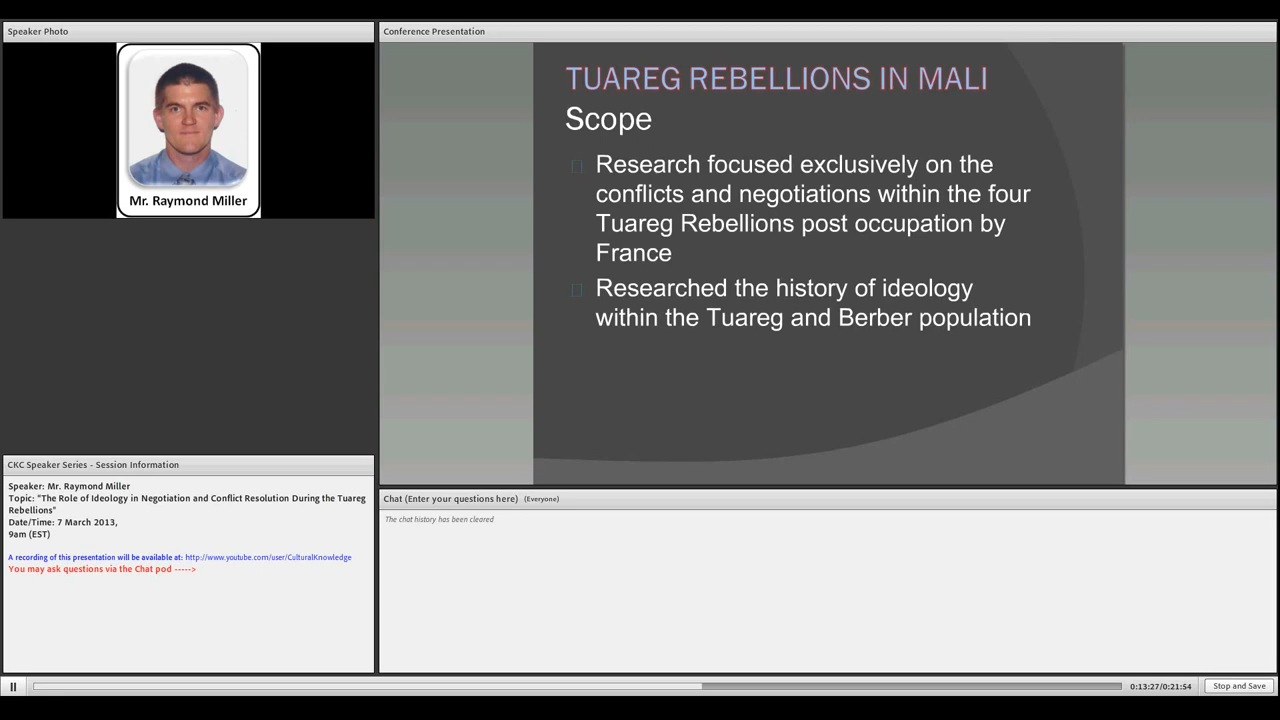 Speaker Photo
Mr. Raymond Miller
CKC Speaker Series - Session Information
Speaker: Mr. Raymond Miller
Topic: "The Role of Ideology in Negotiation and Conflict Resolution During the Tuareg
Rebellions"
Date/Time: 7 March 2013,
9am (EST)
A recording of this presentation will be available at: http://www.youtube.com/user/CulturalKnowledge
You may ask questions via the Chat pod ----->
Conference Presentation
TUAREG REBELLIONS IN MALI
Scope
Research focused exclusively on the
conflicts and negotiations within the four
Tuareg Rebellions post occupation by
France
Researched the history of ideology
within the Tuareg and Berber population
Chat (Enter your questions here) (Everyone)
The chat history has been cleared
0:13:27/0:21:54
Stop and Save